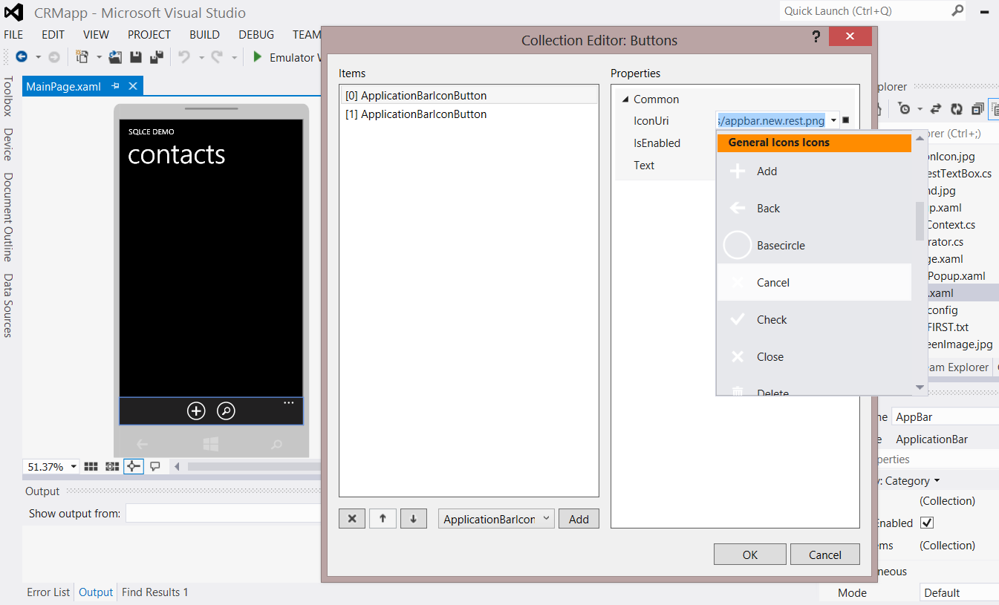 CRMapp - Microsoft Visual Studio
Quick Launch (Ctrl+Q)
FILE EDIT VIEW PROJECT BUILD DEBUG TEAM
Emulator W
Toolbox
Device
Document Outline
Data Sources
MainPage.xaml
SQLCE DEMO
contacts
...
51.37%
Output
Show output from:
Error List Output Find Results 1
Collection Editor: Buttons
?
Items
[0] ApplicationBarIconButton
[1] ApplicationBarIconButton
ApplicationBarIcon
Add
Properties
Common
IconUri s/appbar.new.rest.png
IsEnabled
Text
General Icons Icons
Add
Back
Basecircle
Cancel
Check
Close
Delete
OK
Cancel
plorer
orer (Ctrl+;)
onIcon.jpg
estTextBox.cs
nd.jpg
p.xaml
Context.cs
rator.cs
ge.xaml
Popup.xaml
.xaml
config
FIRST.txt
eenImage.jpg
am Explorer
me AppBar
e ApplicationBar
perties
y: Category
(Collection)
Enabled
ems (Collection)
neous
Mode Default